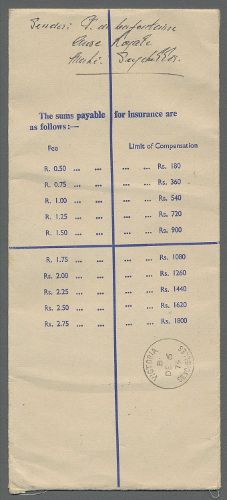 Sender: P.
Anse Royale
Mahé. Seychelles.
The sums payable for insurance are
as follows:—
Fee Limit of Compensation
R. 0.50 ... ... ... ... Rs. 180
R. 0.75 ... ... ... ... Rs. 360
R. 1.00 ... ... ... ... Rs. 540
R. 1.25 ... ... ... ... Rs. 720
R. 1.50 ... ... ... ... Rs. 900
R. 1.75 ... ... ... ... Rs. 1080
Rs. 2.00 ... ... ... ... Rs. 1260
Rs. 2.25 ... ... ... ... Rs. 1440
Rs. 2.50 ... ... ... ... Rs. 1620
Rs. 2.75 ... ... ... ... Rs. 1800
VICTORIA
B
6 DE
SEYCHELLES